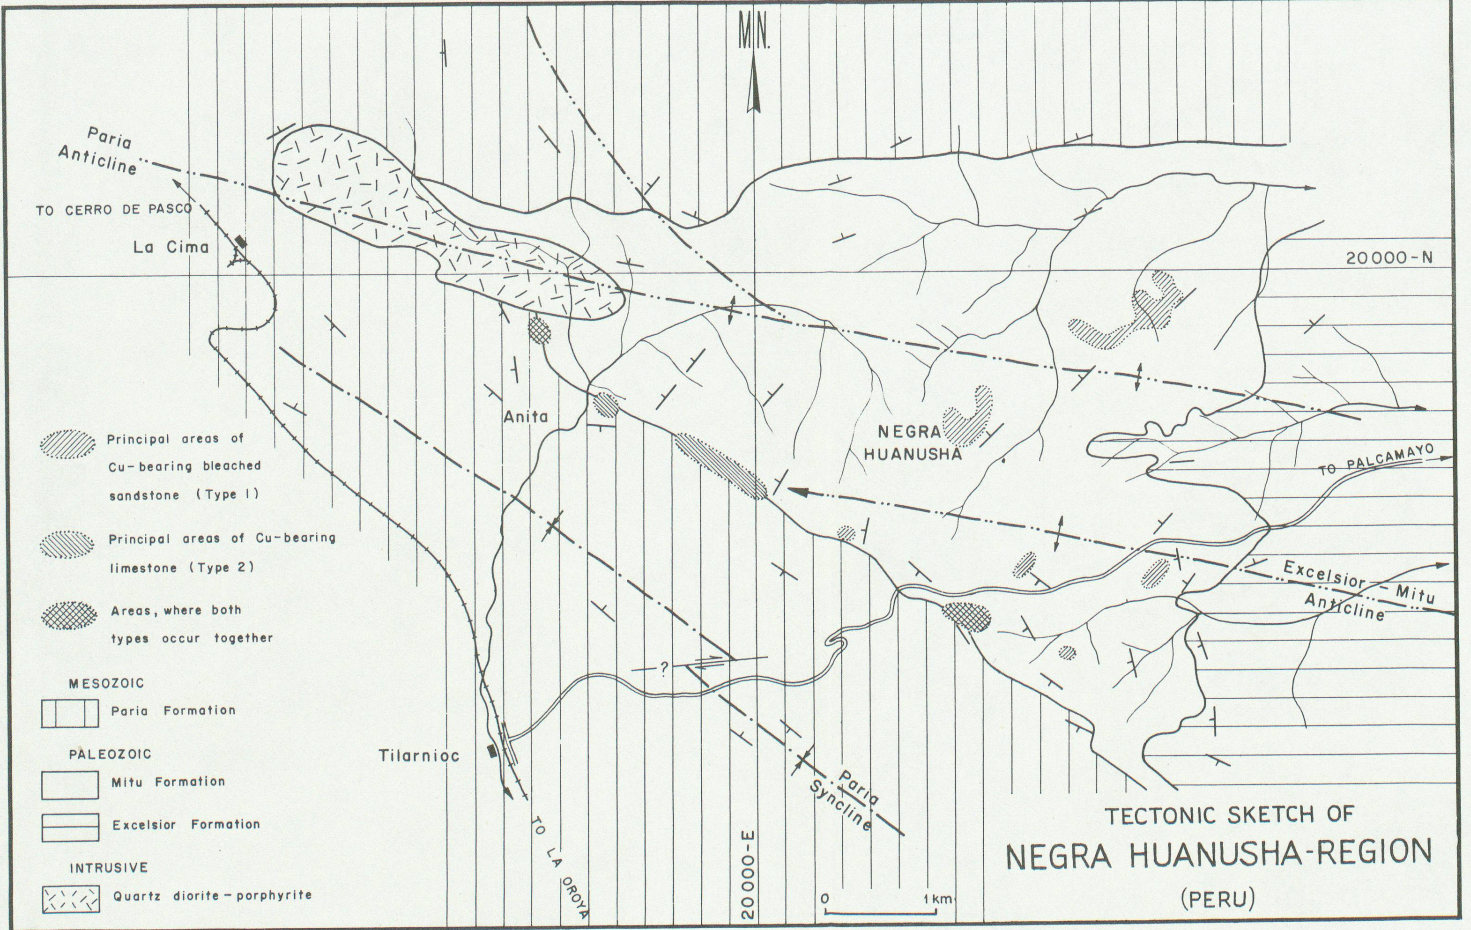 M.N.
Paria
Anticline
TO CERRO DE PASCO
La Cima
20000-N
Anita
NEGRA
HUANUSHA
TO PALCAMAYO
Principal areas of
Cu-bearing bleached
sandstone (Type 1)
Principal areas of Cu-bearing
limestone (Type 2)
Areas, where both
types occur together
Excelsior - Mitu
Anticline
?
MESOZOIC
Paria Formation
PALEOZOIC
Mitu Formation
Excelsior Formation
INTRUSIVE
Quartz diorite-porphyrite
Tilarnioc
TO LA OROYA
20000-E
Paria
Syncline
0 1 km
TECTONIC SKETCH OF
NEGRA HUANUSHA-REGION
(PERU)